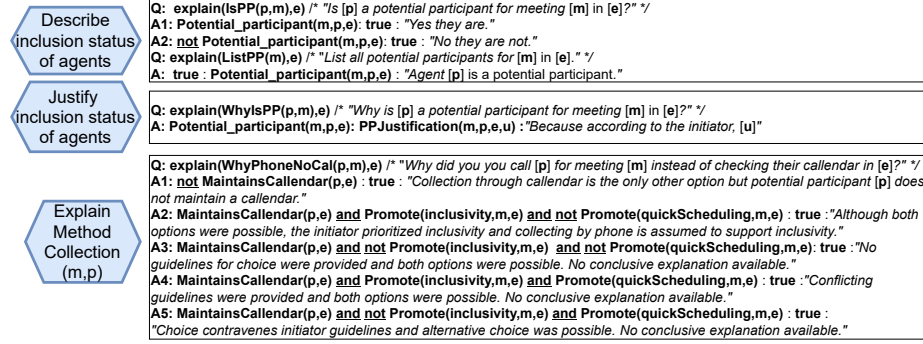 Describe
inclusion status
of agents
Q: explain(IsPP(p,m),e) /* "Is [p] a potential participant for meeting [m] in [e]?" */
A1: Potential_participant(m,p,e): true : "Yes they are."
A2: not Potential_participant(m,p,e): true : "No they are not."
Q: explain(ListPP(m),e) /* "List all potential participants for [m] in [e]." */
A: true : Potential_participant(m,p,e) : "Agent [p] is a potential participant."
Justify
inclusion status
of agents
Q: explain(WhyIsPP(p,m),e) /* "Why is [p] a potential participant for meeting [m] in [e]?" */
A: Potential_participant(m,p,e): PPJustification(m,p,e,u) :"Because according to the initiator, [u]"
Explain
Method
Collection
(m,p)
Q: explain(WhyPhoneNoCal(p,m),e) /* "Why did you you call [p] for meeting [m] instead of checking their callendar in [e]?" */
A1: not MaintainsCallendar(p,e) : true : "Collection through callendar is the only other option but potential participant [p] does
not maintain a callendar."
A2: MaintainsCallendar(p,e) and Promote(inclusivity,m,e) and not Promote(quickScheduling,m,e) : true :"Although both
options were possible, the initiator prioritized inclusivity and collecting by phone is assumed to support inclusivity."
A3: MaintainsCallendar(p,e) and not Promote(inclusivity,m,e) and not Promote(quickScheduling,m,e): true :"No
guidelines for choice were provided and both options were possible. No conclusive explanation available."
A4: MaintainsCallendar(p,e) and Promote(inclusivity,m,e) and Promote(quickScheduling,m,e) : true :"Conflicting
guidelines were provided and both options were possible. No conclusive explanation available."
A5: MaintainsCallendar(p,e) and not Promote(inclusivity,m,e) and Promote(quickScheduling,m,e) : true :
"Choice contravenes initiator guidelines and alternative choice was possible. No conclusive explanation available."